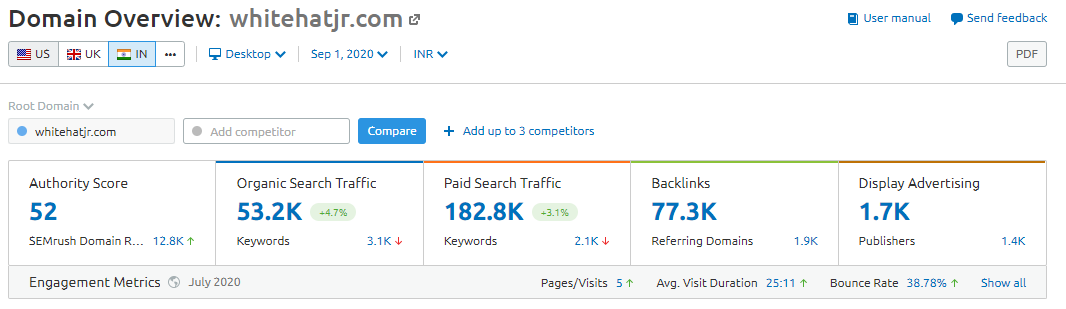 Domain Overview: whitehatjr.com
User manual
Send feedback
US UK IN ••• Desktop Sep 1, 2020 INR PDF
Root Domain
whitehatjr.com Add competitor Compare + Add up to 3 competitors
Authority Score Organic Search Traffic Paid Search Traffic Backlinks Display Advertising
52 53.2K +4.7% 182.8K +3.1% 77.3K 1.7K
SEMrush Domain R... 12.8K ↑ Keywords 3.1K ↓ Keywords 2.1K ↓ Referring Domains 1.9K Publishers 1.4K
Engagement Metrics July 2020 Pages/Visits 5 ↑ Avg. Visit Duration 25:11 ↑ Bounce Rate 38.78% ↑ Show all